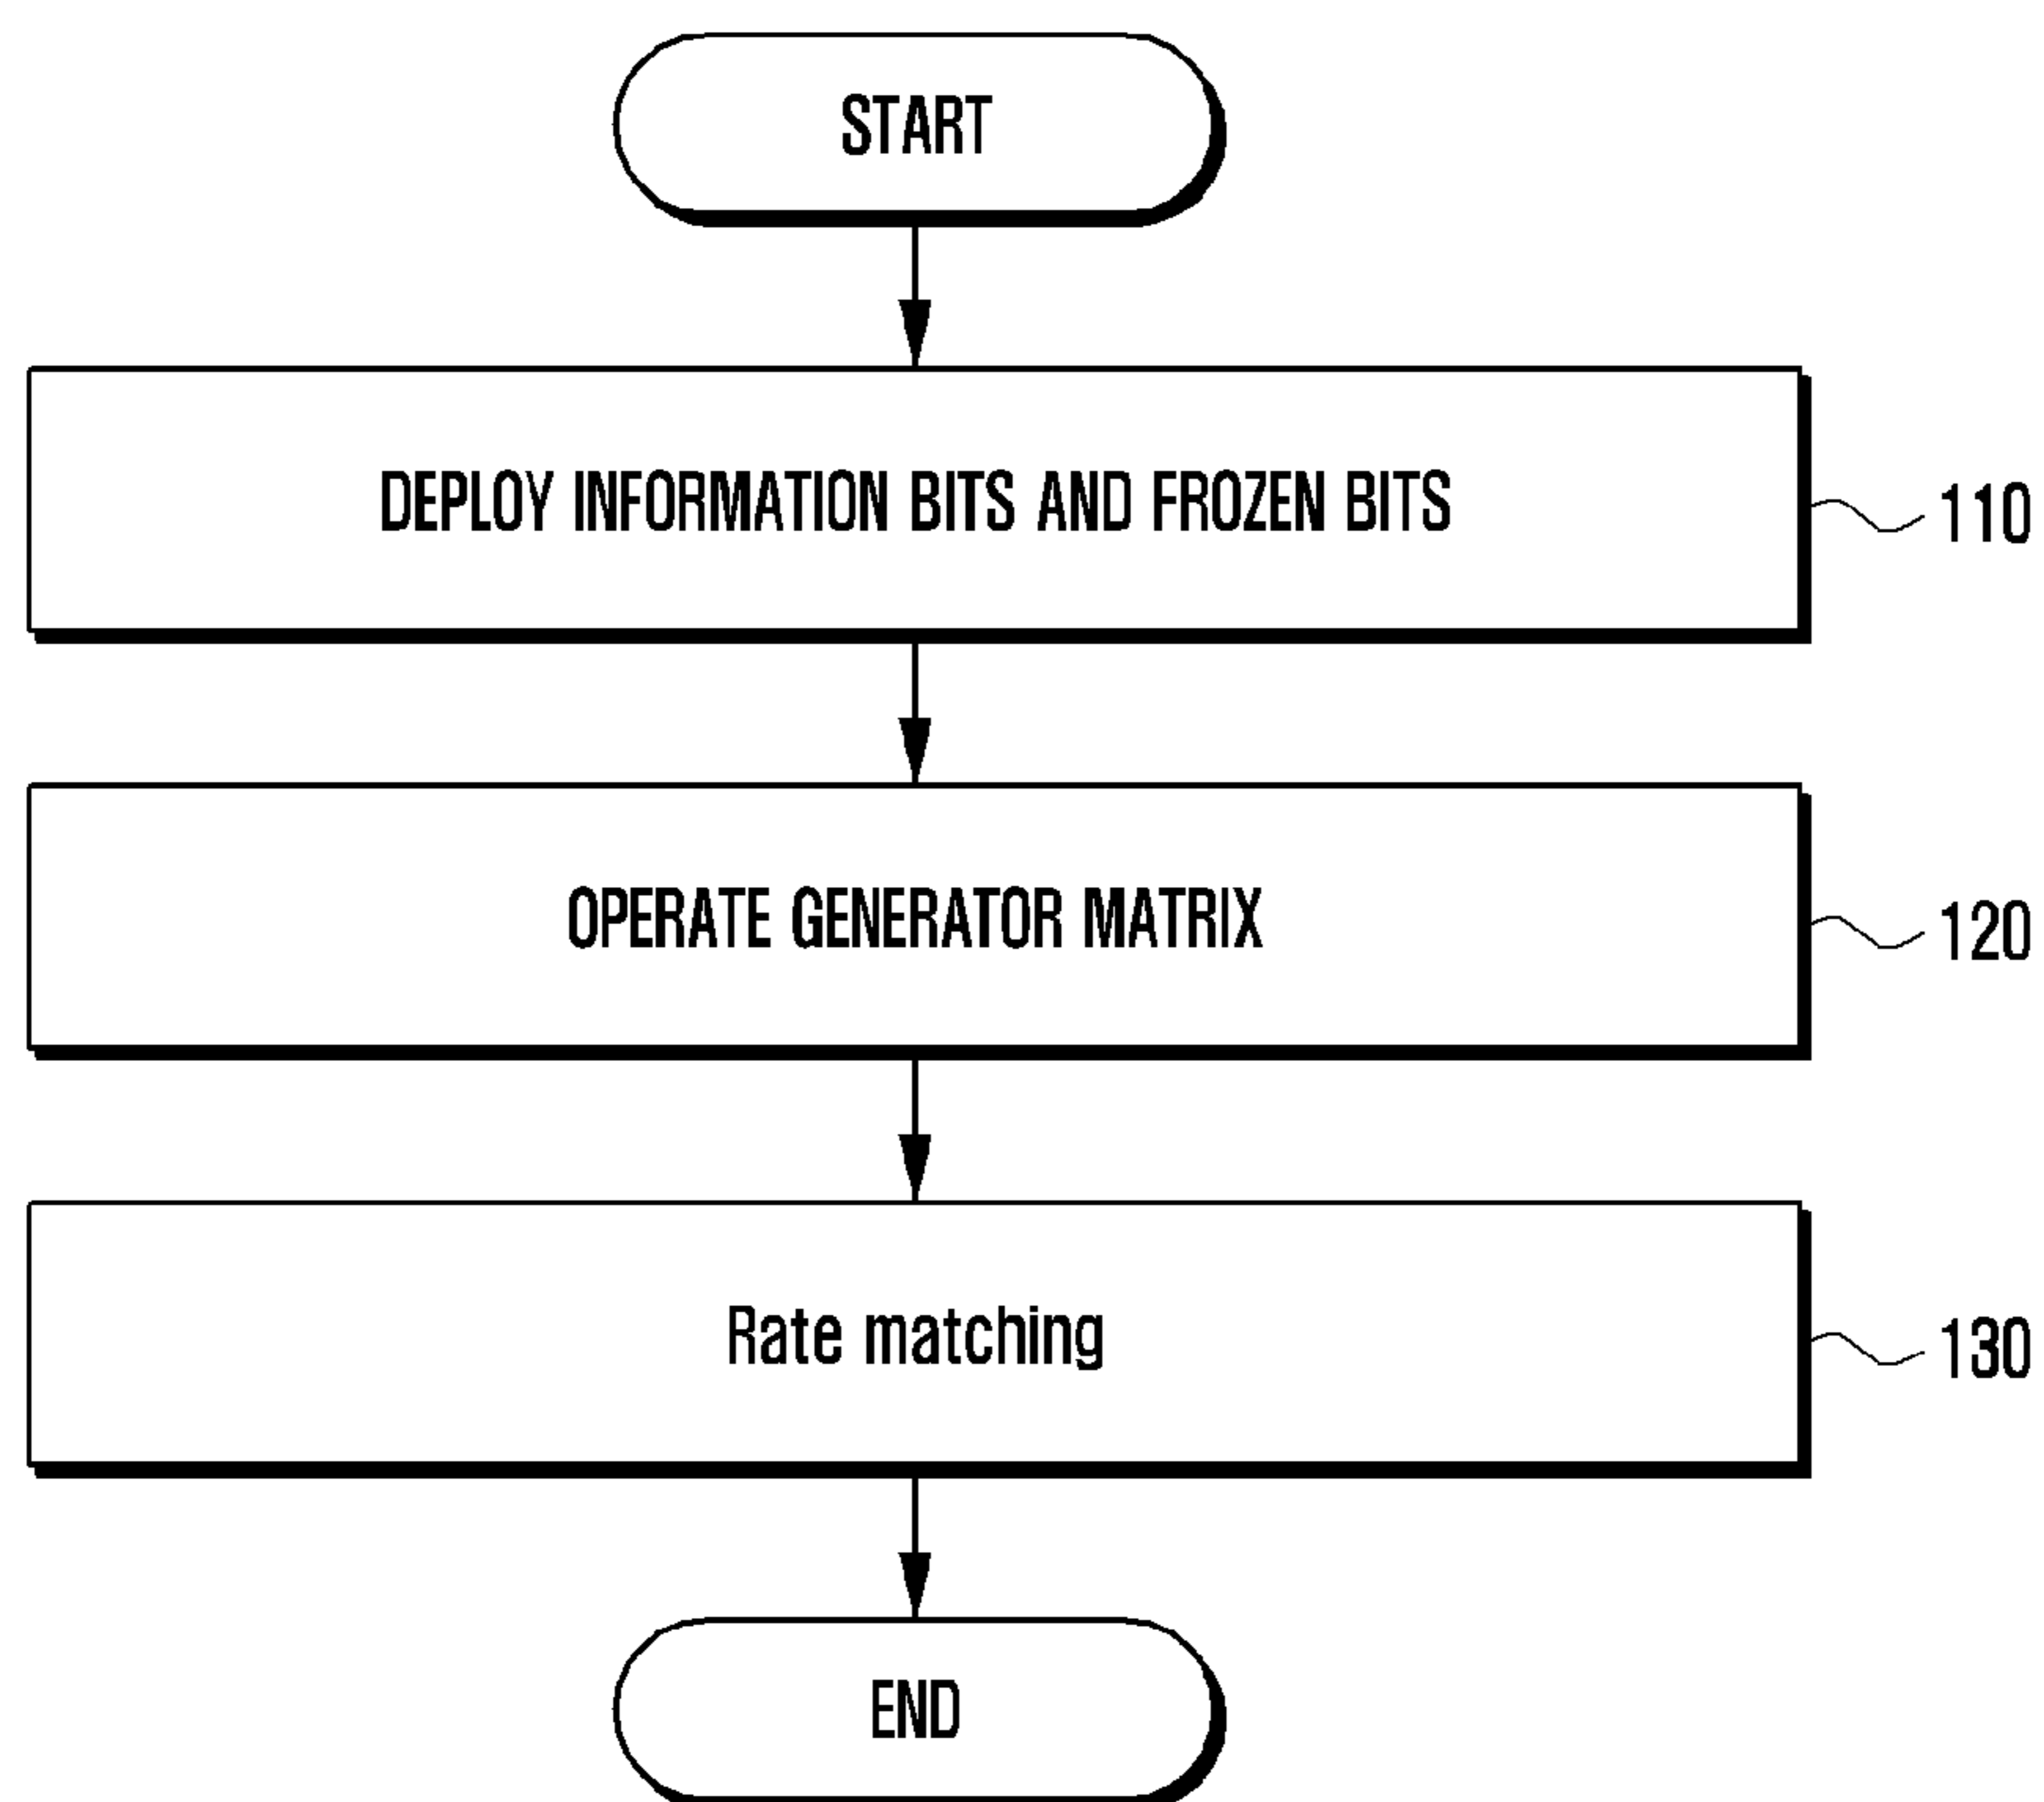 START
DEPLOY INFORMATION BITS AND FROZEN BITS
110
OPERATE GENERATOR MATRIX
120
Rate matching
130
END